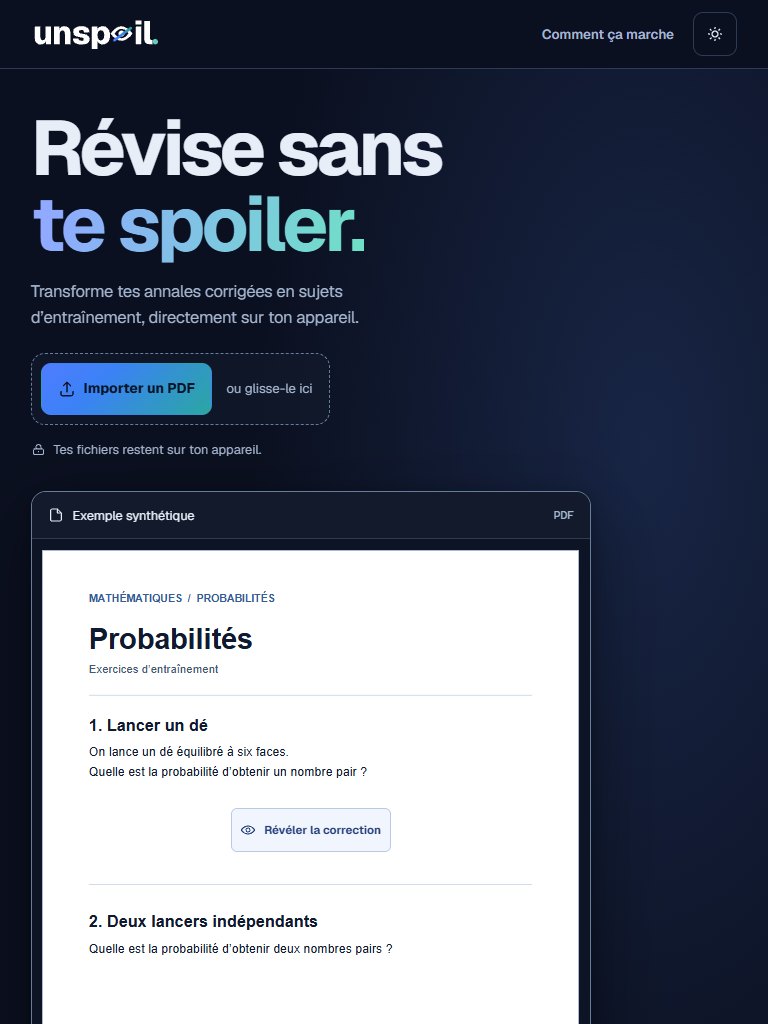 unspoil.
Comment ça marche
Révise sans
te spoiler.
Transforme tes annales corrigées en sujets
d’entraînement, directement sur ton appareil.
Importer un PDF
ou glisse-le ici
Tes fichiers restent sur ton appareil.
Exemple synthétique
PDF
MATHÉMATIQUES / PROBABILITÉS
Probabilités
Exercices d’entraînement
1. Lancer un dé
On lance un dé équilibré à six faces.
Quelle est la probabilité d’obtenir un nombre pair ?
Révéler la correction
2. Deux lancers indépendants
Quelle est la probabilité d’obtenir deux nombres pairs ?